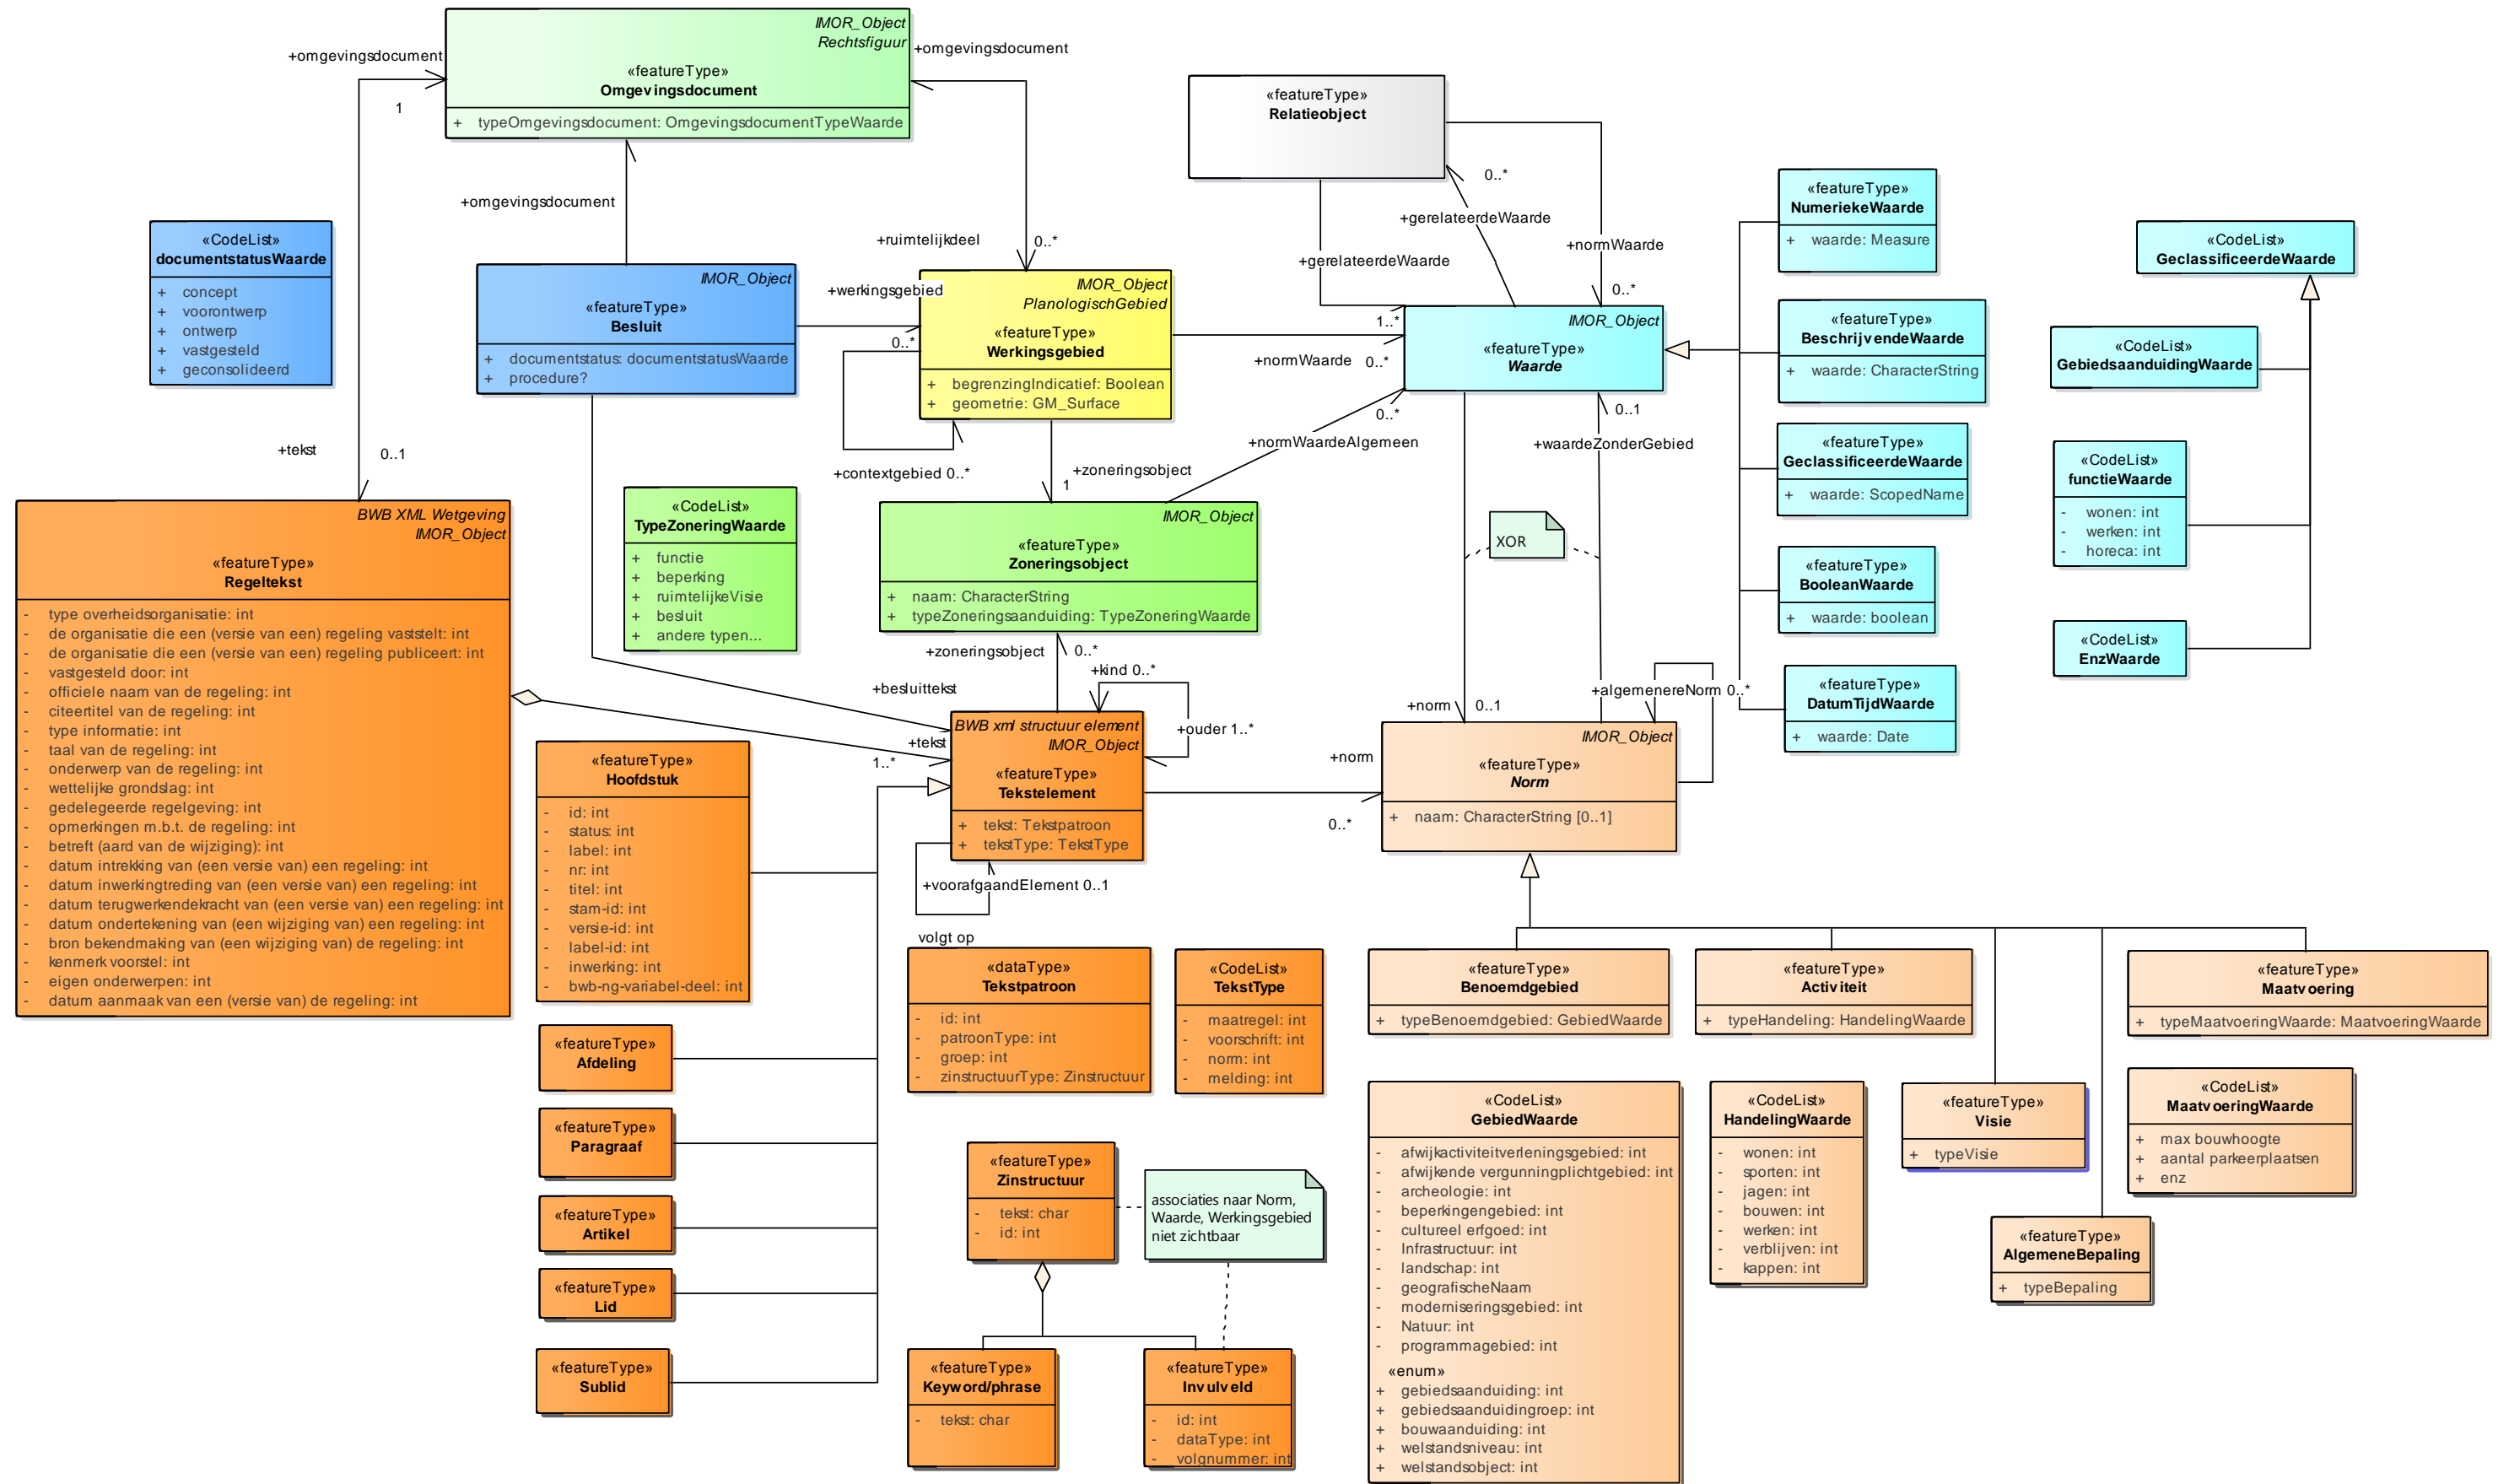 IMOR_Object
Rechtsfiguur
«featureType»
Omgevingsdocument
+ typeOmgevingsdocument: OmgevingsdocumentTypeWaarde
+omgevingsdocument
1
+omgevingsdocument
+omgevingsdocument
«featureType»
Relatieobject
0..*
+gerelateerdeWaarde
+normWaarde
+gerelateerdeWaarde
0..*
1..*
«CodeList»
documentstatusWaarde
+ concept
+ voorontwerp
+ ontwerp
+ vastgesteld
+ geconsolideerd
IMOR_Object
«featureType»
Besluit
+ documentstatus: documentstatusWaarde
+ procedure?
+ruimtelijkdeel
0..*
+werkingsgebied
0..*
IMOR_Object
PlanologischGebied
«featureType»
Werkingsgebied
+ begrenzingIndicatief: Boolean
+ geometrie: GM_Surface
+contextgebied 0..*
+normWaarde 0..*
IMOR_Object
«featureType»
Waarde
0..*
+normWaardeAlgemeen
0..1
+waardeZonderGebied
XOR
«featureType»
NumeriekeWaarde
+ waarde: Measure
«featureType»
BeschrijvendeWaarde
+ waarde: CharacterString
«featureType»
GeclassificeerdeWaarde
+ waarde: ScopedName
«featureType»
BooleanWaarde
+ waarde: boolean
«featureType»
DatumTijdWaarde
+ waarde: Date
«CodeList»
GeclassificeerdeWaarde
«CodeList»
GebiedsaanduidingWaarde
«CodeList»
functieWaarde
- wonen: int
- werken: int
- horeca: int
«CodeList»
EnzWaarde
+tekst
0..1
BWB XML Wetgeving
IMOR_Object
«featureType»
Regeltekst
- type overheidsorganisatie: int
- de organisatie die een (versie van een) regeling vaststelt: int
- de organisatie die een (versie van een) regeling publiceert: int
- vastgesteld door: int
- officiele naam van de regeling: int
- citeertitel van de regeling: int
- type informatie: int
- taal van de regeling: int
- onderwerp van de regeling: int
- wettelijke grondslag: int
- gedelegeerde regelgeving: int
- opmerkingen m.b.t. de regeling: int
- betreft (aard van de wijziging): int
- datum intrekking van (een versie van) een regeling: int
- datum inwerkingtreding van (een versie van) een regeling: int
- datum terugwerkendekracht van (een versie van) een regeling: int
- datum ondertekening van (een wijziging van) een regeling: int
- bron bekendmaking van (een wijziging van) de regeling: int
- kenmerk voorstel: int
- eigen onderwerpen: int
- datum aanmaak van een (versie van) de regeling: int
«CodeList»
TypeZoneringWaarde
+ functie
+ beperking
+ ruimtelijkeVisie
+ besluit
+ andere typen...
+zoneringsobject
1
IMOR_Object
«featureType»
Zoneringsobject
+ naam: CharacterString
+ typeZoneringsaanduiding: TypeZoneringWaarde
+zoneringsobject
0..*
+kind 0..*
+ouder 1..*
+besluittekst
+tekst
1..*
BWB xml structuur element
IMOR_Object
«featureType»
Tekstelement
+ tekst: Tekstpatroon
+ tekstType: TekstType
+voorafgaandElement 0..1
volgt op
+norm
0..*
+norm
0..1
+algemenereNorm 0..*
IMOR_Object
«featureType»
Norm
+ naam: CharacterString [0..1]
«featureType»
Hoofdstuk
- id: int
- status: int
- label: int
- nr: int
- titel: int
- stam-id: int
- versie-id: int
- label-id: int
- inwerking: int
- bwb-ng-variabel-deel: int
«featureType»
Afdeling
«featureType»
Paragraaf
«featureType»
Artikel
«featureType»
Lid
«featureType»
Sublid
«dataType»
Tekstpatroon
- id: int
- patroonType: int
- groep: int
- zinstructuurType: Zinstructuur
«CodeList»
TekstType
- maatregel: int
- voorschrift: int
- norm: int
- melding: int
«featureType»
Zinstructuur
- tekst: char
- id: int
associaties naar Norm,
Waarde, Werkingsgebied
niet zichtbaar
«featureType»
Keyword/phrase
- tekst: char
«featureType»
Invulveld
- id: int
- dataType: int
- volgnummer: int
«featureType»
Benoemdgebied
+ typeBenoemdgebied: GebiedWaarde
«featureType»
Activiteit
+ typeHandeling: HandelingWaarde
«featureType»
Maatvoering
+ typeMaatvoeringWaarde: MaatvoeringWaarde
«CodeList»
GebiedWaarde
- afwijkactiviteitverleningsgebied: int
- afwijkende vergunningplichtgebied: int
- archeologie: int
- beperkingengebied: int
- cultureel erfgoed: int
- Infrastructuur: int
- landschap: int
- geografischeNaam
- moderniseringsgebied: int
- Natuur: int
- programmagebied: int
«enum»
+ gebiedsaanduiding: int
+ gebiedsaanduidingroep: int
+ bouwaanduiding: int
+ welstandsniveau: int
+ welstandsobject: int
«CodeList»
HandelingWaarde
- wonen: int
- sporten: int
- jagen: int
- bouwen: int
- werken: int
- verblijven: int
- kappen: int
«featureType»
Visie
+ typeVisie
«CodeList»
MaatvoeringWaarde
+ max bouwhoogte
+ aantal parkeerplaatsen
+ enz
«featureType»
AlgemeneBepaling
+ typeBepaling